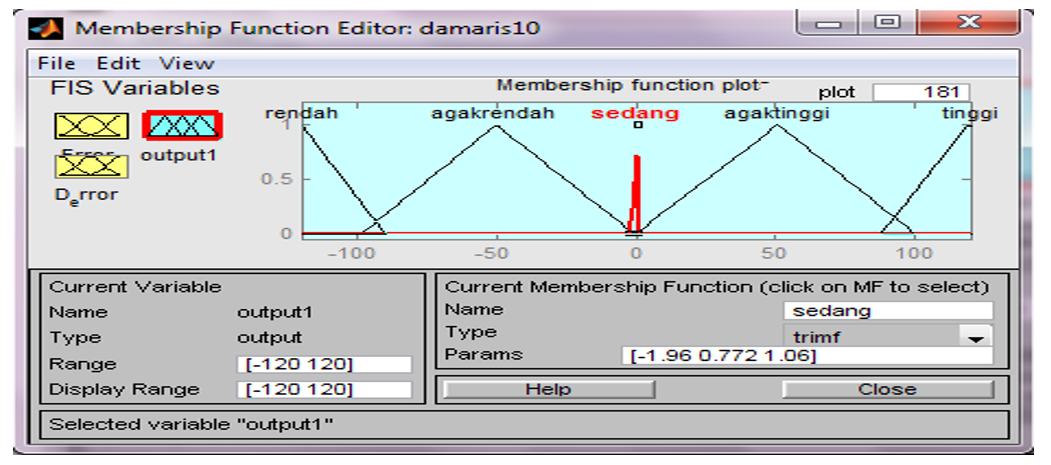 Membership Function Editor: damaris10
File Edit View
FIS Variables
Membership function plot
plot 181
rendah agakrendah sedang agaktinggi tinggi
Error output1
D_error
1
0.5
0
-100 -50 0 50 100
Current Variable
Name output1
Type output
Range [-120 120]
Display Range [-120 120]
Current Membership Function (click on MF to select)
Name sedang
Type trimf
Params [-1.96 0.772 1.06]
Help Close
Selected variable "output1"